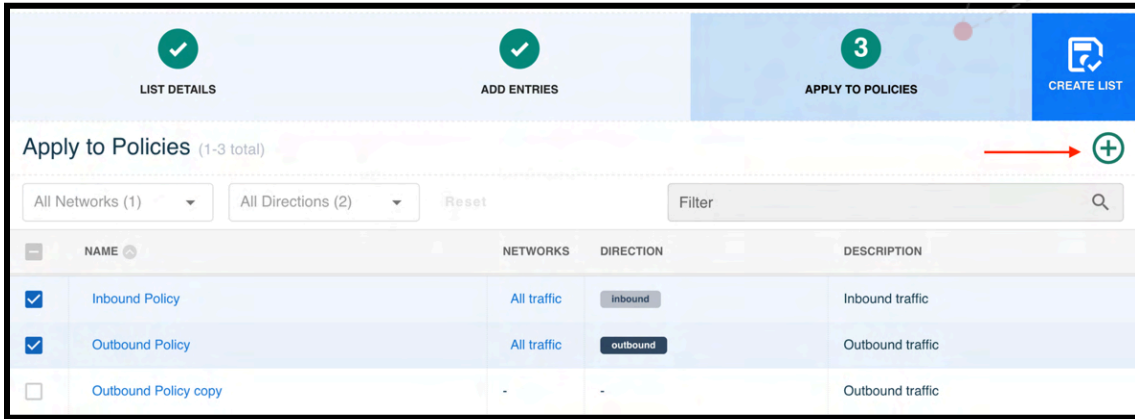 3
LIST DETAILS ADD ENTRIES APPLY TO POLICIES CREATE LIST
Apply to Policies (1-3 total)
All Networks (1) All Directions (2) Reset Filter
NAME NETWORKS DIRECTION DESCRIPTION
Inbound Policy All traffic inbound Inbound traffic
Outbound Policy All traffic outbound Outbound traffic
Outbound Policy copy - - Outbound traffic